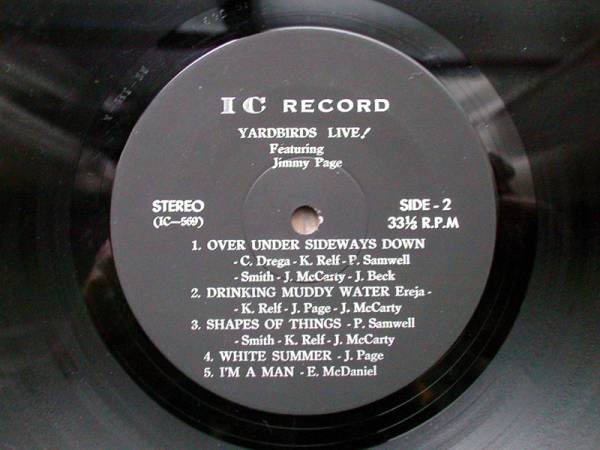 IC RECORD
YARDBIRDS LIVE!
Featuring
Jimmy Page
STEREO
(IC—569)
SIDE - 2
33⅓ R.P.M
1. OVER UNDER SIDEWAYS DOWN
- C. Drega - K. Relf - P. Samwell
- Smith - J. McCarty - J. Beck
2. DRINKING MUDDY WATER Ereja -
- K. Relf - J. Page - J. McCarty
3. SHAPES OF THINGS - P. Samwell
- Smith - K. Relf - J. McCarty
4. WHITE SUMMER - J. Page
5. I'M A MAN - E. McDaniel